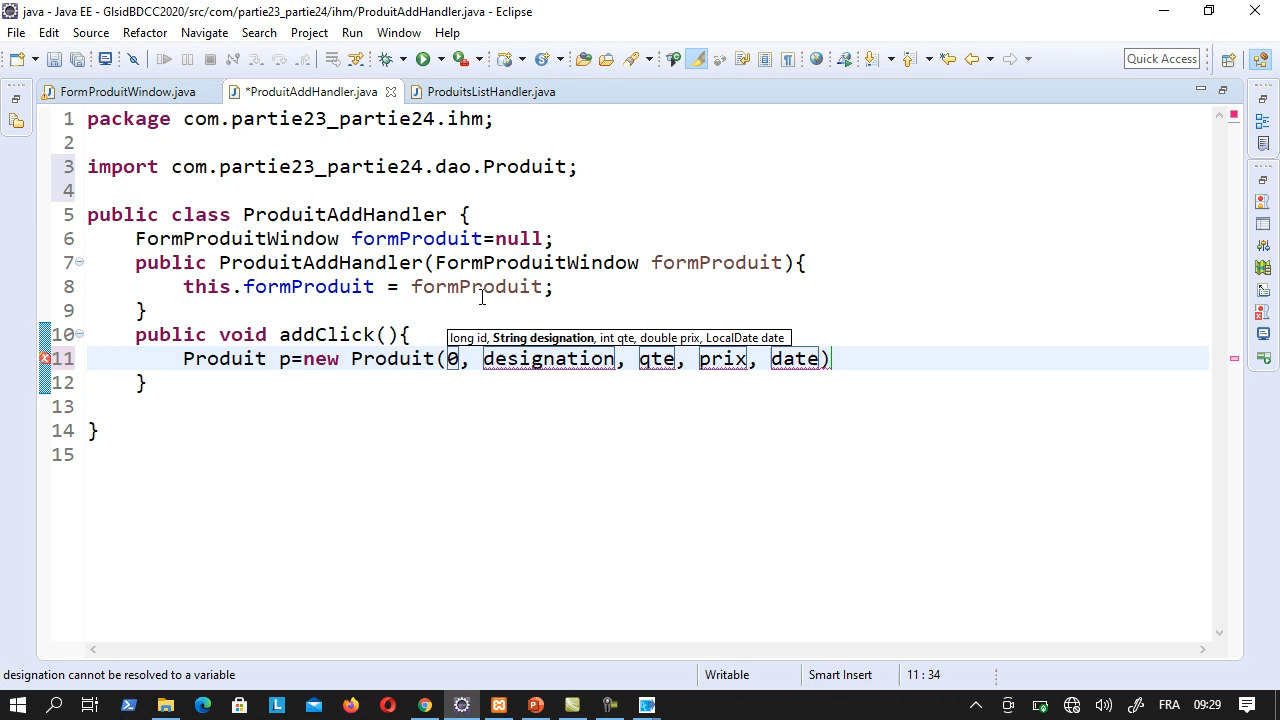 java - Java EE - GlsidBDCC2020/src/com/partie23_partie24/ihm/ProduitAddHandler.java - Eclipse
File Edit Source Refactor Navigate Search Project Run Window Help
Quick Access
FormProduitWindow.java *ProduitAddHandler.java ProduitsListHandler.java
1 package com.partie23_partie24.ihm;
2
3 import com.partie23_partie24.dao.Produit;
4
5 public class ProduitAddHandler {
6 FormProduitWindow formProduit=null;
7 public ProduitAddHandler(FormProduitWindow formProduit){
8 this.formProduit = formProduit;
9 }
10 public void addClick(){
long id, String designation, int qte, double prix, LocalDate date
11 Produit p=new Produit(0, designation, qte, prix, date)
12 }
13
14 }
15
designation cannot be resolved to a variable Writable Smart Insert 11 : 34
FRA 09:29